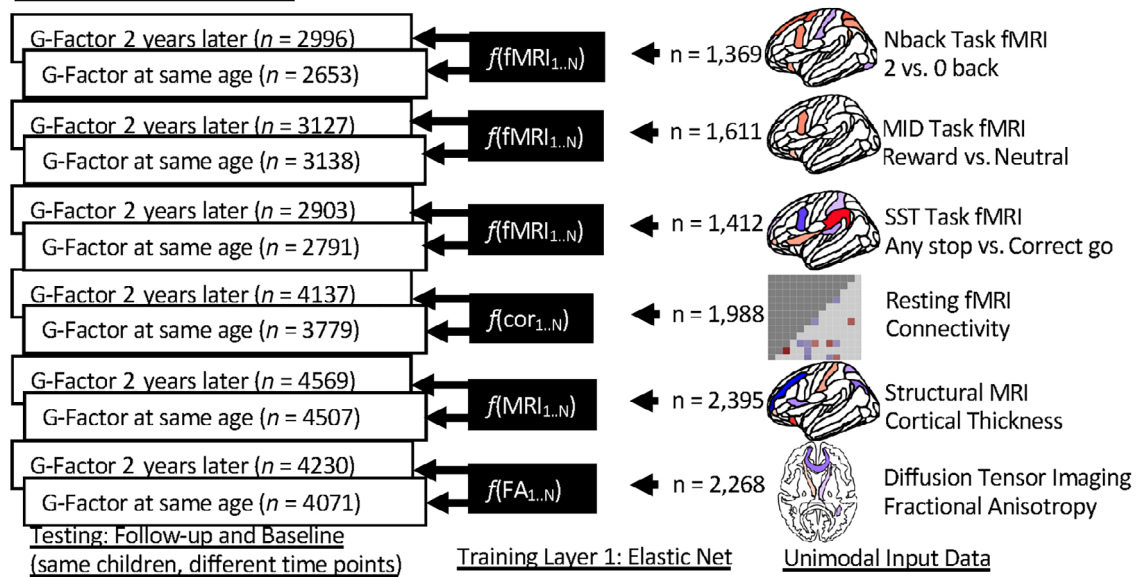 G-Factor 2 years later (n = 2996)
G-Factor at same age (n = 2653)
f(fMRI1..N)
n = 1,369
Nback Task fMRI
2 vs. 0 back
G-Factor 2 years later (n = 3127)
G-Factor at same age (n = 3138)
f(fMRI1..N)
n = 1,611
MID Task fMRI
Reward vs. Neutral
G-Factor 2 years later (n = 2903)
G-Factor at same age (n = 2791)
f(fMRI1..N)
n = 1,412
SST Task fMRI
Any stop vs. Correct go
G-Factor 2 years later (n = 4137)
G-Factor at same age (n = 3779)
f(cor1..N)
n = 1,988
Resting fMRI
Connectivity
G-Factor 2 years later (n = 4569)
G-Factor at same age (n = 4507)
f(MRI1..N)
n = 2,395
Structural MRI
Cortical Thickness
G-Factor 2 years later (n = 4230)
G-Factor at same age (n = 4071)
f(FA1..N)
n = 2,268
Diffusion Tensor Imaging
Fractional Anisotropy
Testing: Follow-up and Baseline
(same children, different time points)
Training Layer 1: Elastic Net
Unimodal Input Data